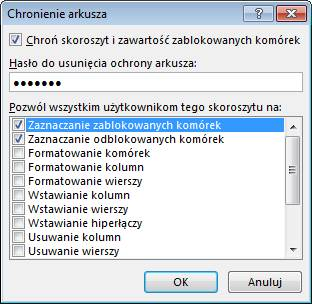 Chronienie arkusza
Chroń skoroszyt i zawartość zablokowanych komórek
Hasło do usunięcia ochrony arkusza:
●●●●●●●
Pozwól wszystkim użytkownikom tego skoroszytu na:
Zaznaczanie zablokowanych komórek
Zaznaczanie odblokowanych komórek
Formatowanie komórek
Formatowanie kolumn
Formatowanie wierszy
Wstawianie kolumn
Wstawianie wierszy
Wstawianie hiperłączy
Usuwanie kolumn
Usuwanie wierszy
OK Anuluj